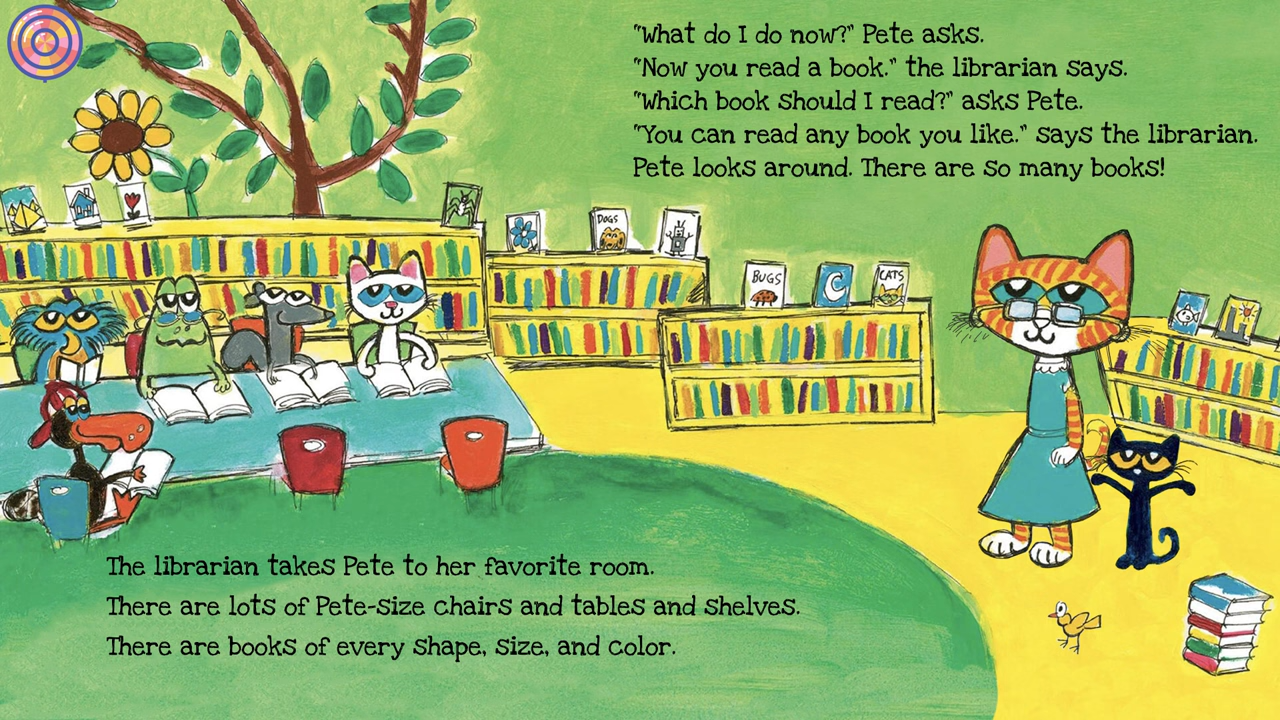 "What do I do now?" Pete asks.
"Now you read a book." the librarian says.
"Which book should I read?" asks Pete.
"You can read any book you like." says the librarian.
Pete looks around. There are so many books!
DOGS
BUGS
C
CATS
The librarian takes Pete to her favorite room.
There are lots of Pete-size chairs and tables and shelves.
There are books of every shape, size, and color.